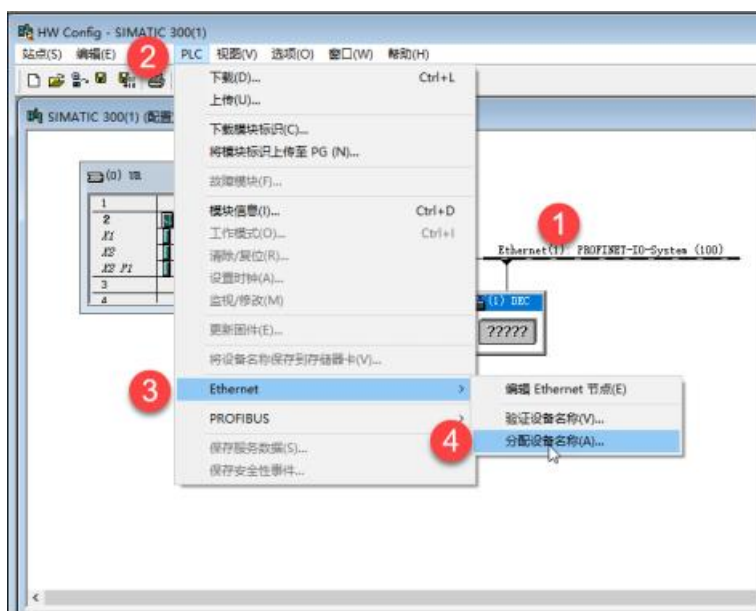 HW Config - SIMATIC 300(1)
站点(S) 编辑(E) PLC 视图(V) 选项(O) 窗口(W) 帮助(H)
2
SIMATIC 300(1) (配置
下载(D)... Ctrl+L
上传(U)...
下载模块标识(C)...
将模块标识上传至 PG (N)...
故障模块(F)...
模块信息(I)... Ctrl+D
工作模式(O)... Ctrl+I
清除/复位(R)...
设置时钟(A)...
监视/修改(M)
更新固件(E)...
将设备名称保存到存储器卡(V)...
3
Ethernet
PROFIBUS
保存服务数据(S)...
保存安全性事件...
(0) UR
1
2
X1
X2
X2 P1
3
4
1
Ethernet(1): PROFINET-IO-System (100)
(1) DEC
?????
编辑 Ethernet 节点(E)
验证设备名称(V)...
4
分配设备名称(A)...